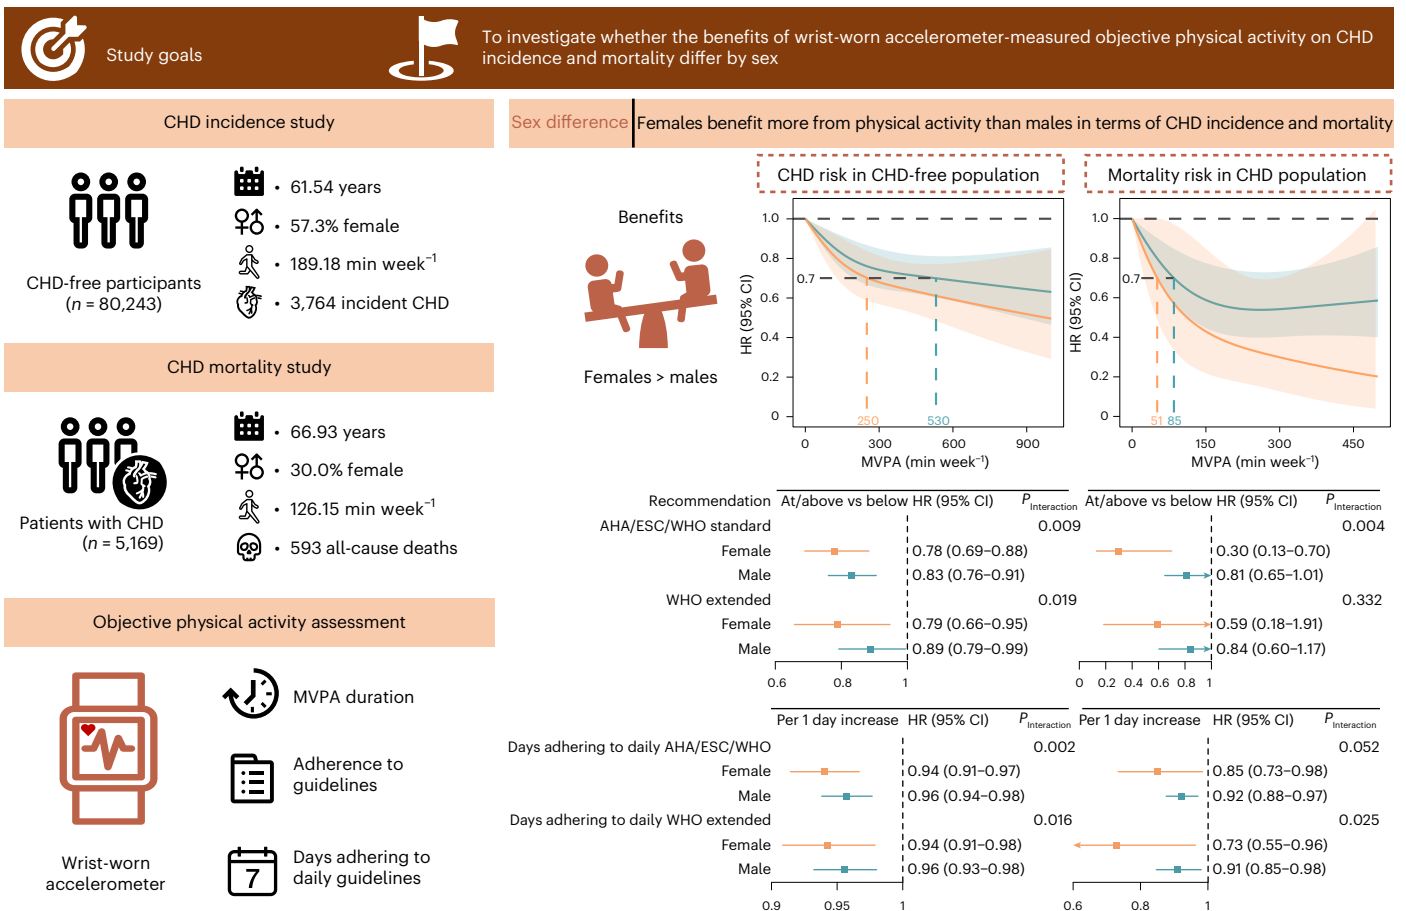 Study goals
To investigate whether the benefits of wrist-worn accelerometer-measured objective physical activity on CHD
incidence and mortality differ by sex
CHD incidence study
CHD-free participants
(n = 80,243)
• 61.54 years
• 57.3% female
• 189.18 min week⁻¹
• 3,764 incident CHD
CHD mortality study
Patients with CHD
(n = 5,169)
• 66.93 years
• 30.0% female
• 126.15 min week⁻¹
• 593 all-cause deaths
Objective physical activity assessment
Wrist-worn
accelerometer
MVPA duration
Adherence to
guidelines
7
Days adhering to
daily guidelines
Sex difference
Females benefit more from physical activity than males in terms of CHD incidence and mortality
Benefits
Females > males
CHD risk in CHD-free population
HR (95% CI)
1.0
0.8
0.7
0.6
0.4
0.2
0
250
530
0 300 600 900
MVPA (min week⁻¹)
Mortality risk in CHD population
HR (95% CI)
1.0
0.8
0.7
0.6
0.4
0.2
0
51 85
0 150 300 450
MVPA (min week⁻¹)
Recommendation At/above vs below HR (95% CI) P Interaction At/above vs below HR (95% CI) P Interaction
AHA/ESC/WHO standard 0.009 0.004
Female 0.78 (0.69–0.88) 0.30 (0.13–0.70)
Male 0.83 (0.76–0.91) 0.81 (0.65–1.01)
WHO extended 0.019 0.332
Female 0.79 (0.66–0.95) 0.59 (0.18–1.91)
Male 0.89 (0.79–0.99) 0.84 (0.60–1.17)
0.6 0.8 1 0 0.2 0.4 0.6 0.8 1
Per 1 day increase HR (95% CI) P Interaction Per 1 day increase HR (95% CI) P Interaction
Days adhering to daily AHA/ESC/WHO 0.002 0.052
Female 0.94 (0.91–0.97) 0.85 (0.73–0.98)
Male 0.96 (0.94–0.98) 0.92 (0.88–0.97)
Days adhering to daily WHO extended 0.016 0.025
Female 0.94 (0.91–0.98) 0.73 (0.55–0.96)
Male 0.96 (0.93–0.98) 0.91 (0.85–0.98)
0.9 0.95 1 0.6 0.8 1